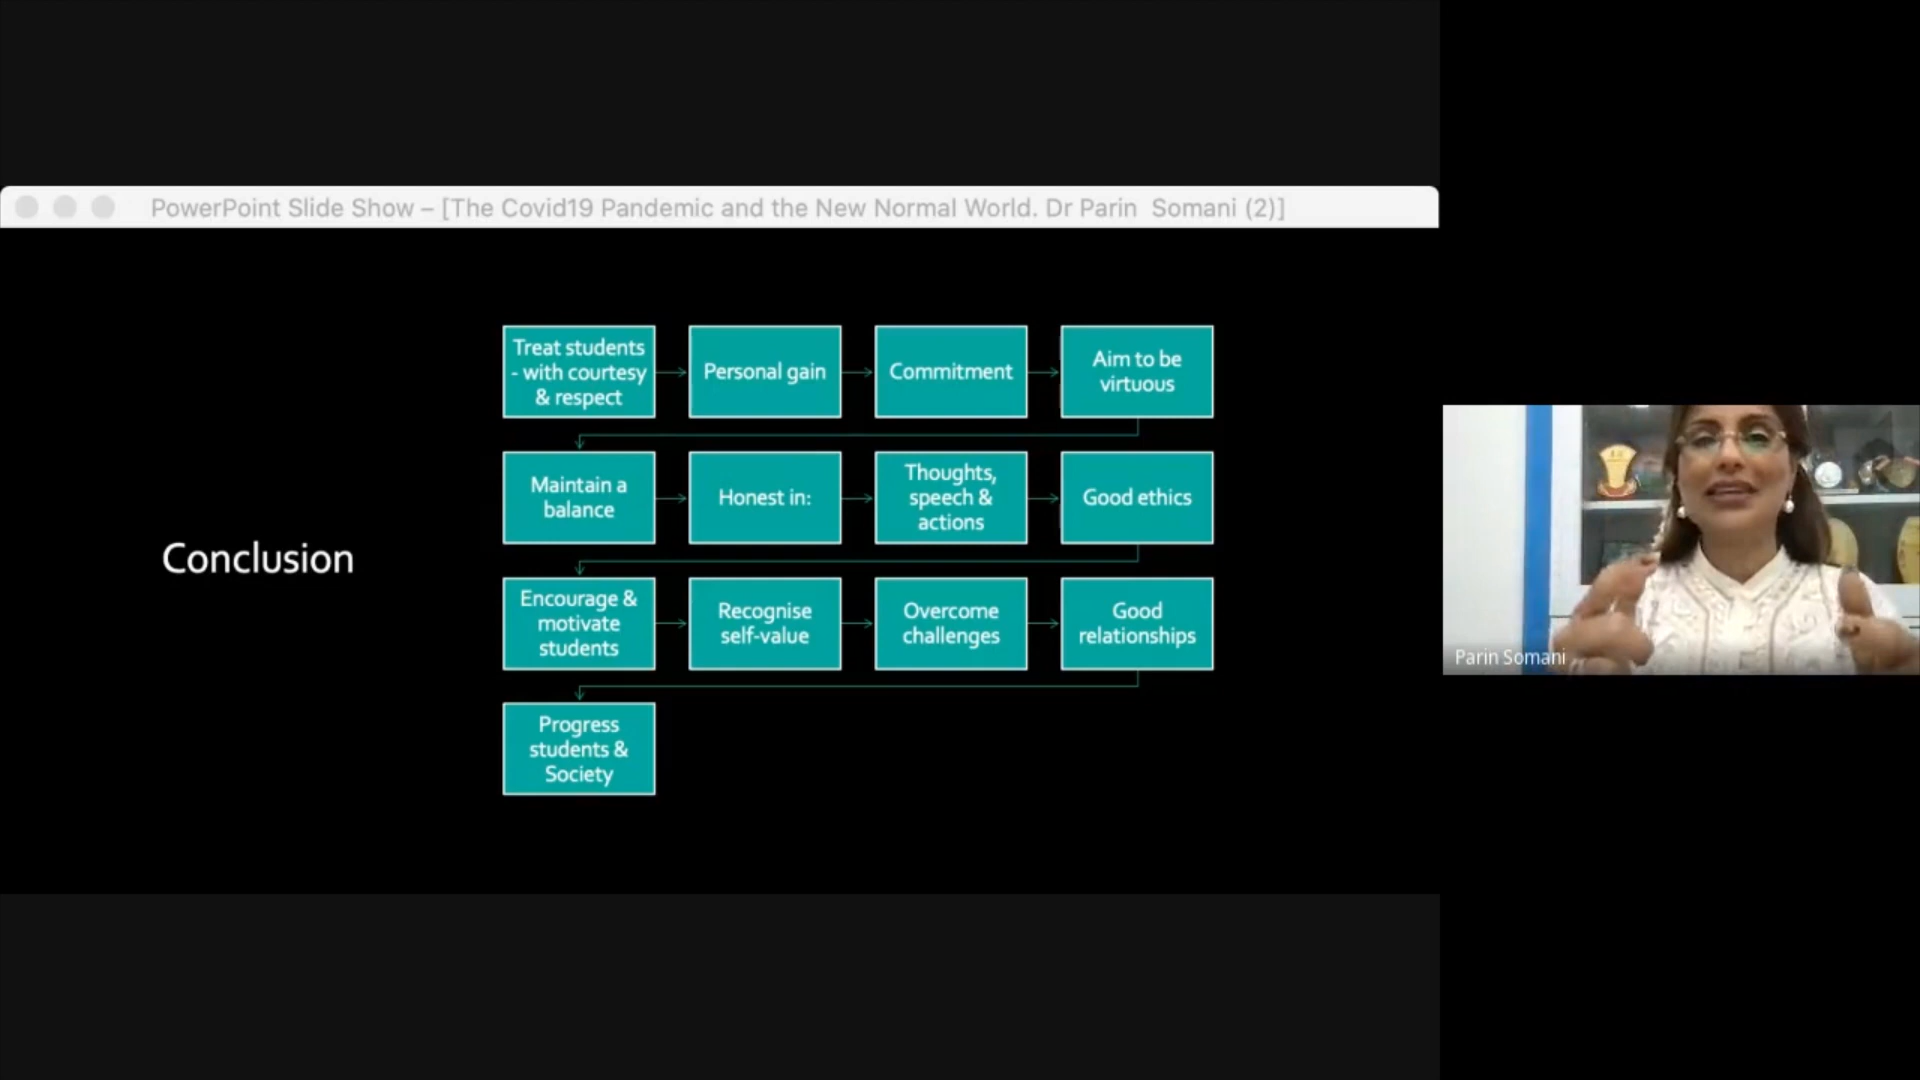 PowerPoint Slide Show – [The Covid19 Pandemic and the New Normal World. Dr Parin  Somani (2)]
Conclusion
Treat students
- with courtesy
& respect
Personal gain
Commitment
Aim to be
virtuous
Maintain a
balance
Honest in:
Thoughts,
speech &
actions
Good ethics
Encourage &
motivate
students
Recognise
self-value
Overcome
challenges
Good
relationships
Progress
students &
Society
Parin Somani